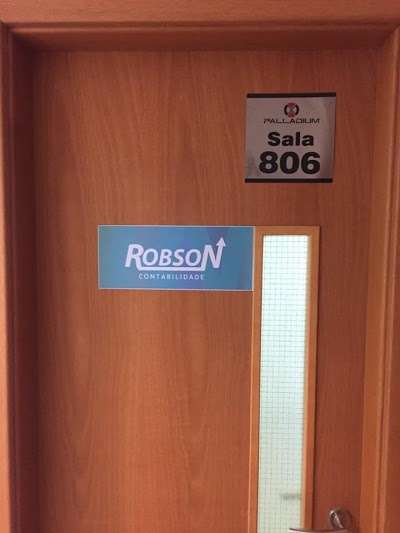 PALLADIUM
Sala
806
ROBSON
CONTABILIDADE